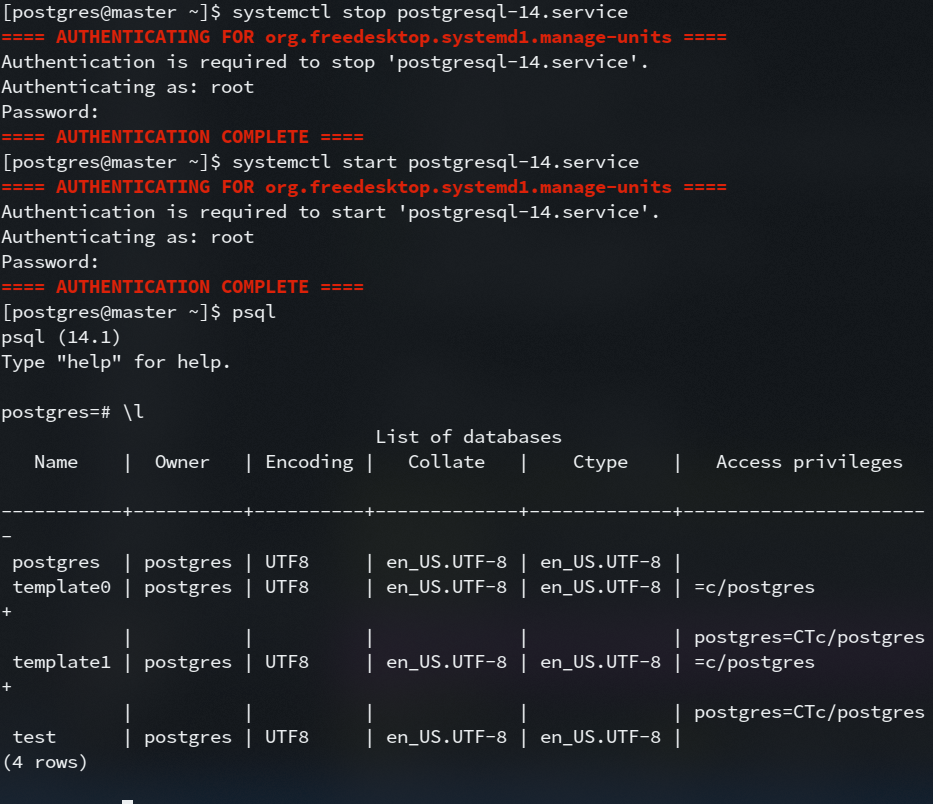 [postgres@master ~]$ systemctl stop postgresql-14.service
==== AUTHENTICATING FOR org.freedesktop.systemd1.manage-units ====
Authentication is required to stop 'postgresql-14.service'.
Authenticating as: root
Password:
==== AUTHENTICATION COMPLETE ====
[postgres@master ~]$ systemctl start postgresql-14.service
==== AUTHENTICATING FOR org.freedesktop.systemd1.manage-units ====
Authentication is required to start 'postgresql-14.service'.
Authenticating as: root
Password:
==== AUTHENTICATION COMPLETE ====
[postgres@master ~]$ psql
psql (14.1)
Type "help" for help.

postgres=# \l
                                  List of databases
   Name    |  Owner   | Encoding |   Collate   |    Ctype    |   Access privileges

-----------+----------+----------+-------------+-------------+----------------------
-
 postgres  | postgres | UTF8     | en_US.UTF-8 | en_US.UTF-8 |
 template0 | postgres | UTF8     | en_US.UTF-8 | en_US.UTF-8 | =c/postgres
+
           |          |          |             |             | postgres=CTc/postgres
 template1 | postgres | UTF8     | en_US.UTF-8 | en_US.UTF-8 | =c/postgres
+
           |          |          |             |             | postgres=CTc/postgres
 test      | postgres | UTF8     | en_US.UTF-8 | en_US.UTF-8 |
(4 rows)